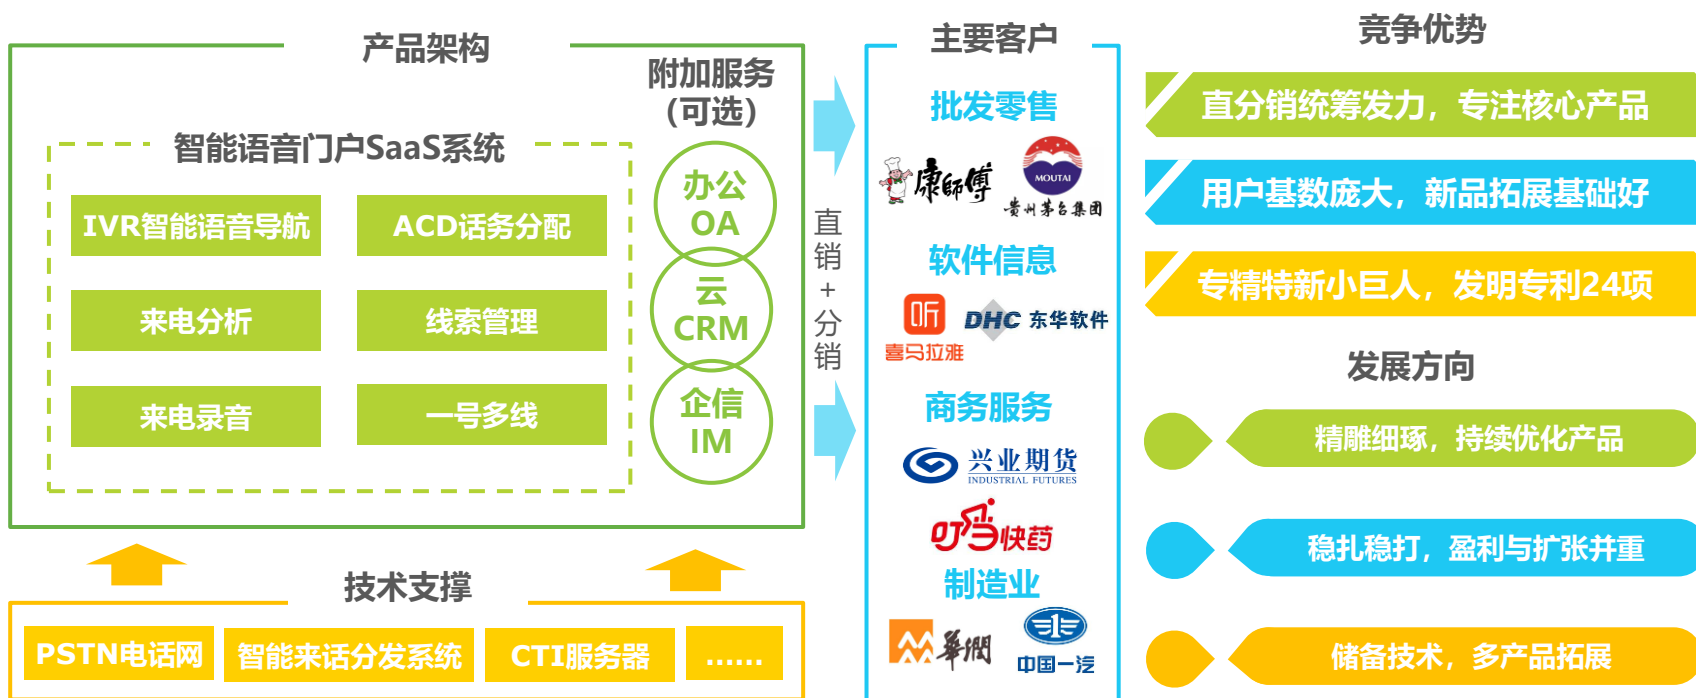 产品架构
附加服务
(可选)
智能语音门户SaaS系统
IVR智能语音导航
ACD话务分配
来电分析
线索管理
来电录音
一号多线
办公
OA
云
CRM
企信
IM
技术支撑
PSTN电话网
智能来话分发系统
CTI服务器
......
直销+分销
主要客户
批发零售
康師傅
MOUTAI
贵州茅台集团
软件信息
听
喜马拉雅
DHC 东华软件
商务服务
兴业期货
INDUSTRIAL FUTURES
叮当快药
制造业
華潤
1
中国一汽
竞争优势
直分销统筹发力，专注核心产品
用户基数庞大，新品拓展基础好
专精特新小巨人，发明专利24项
发展方向
精雕细琢，持续优化产品
稳扎稳打，盈利与扩张并重
储备技术，多产品拓展